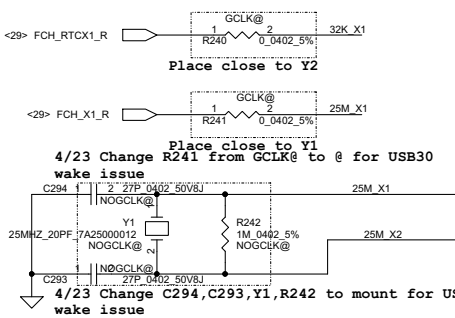 GCLK@
<29> FCH_RTCX1_R
1 2
32K_X1
R240 0_0402_5%
Place close to Y2
GCLK@
<29> FCH_X1_R
1 2
25M_X1
R241 0_0402_5%
Place close to Y1
4/23 Change R241 from GCLK@ to @ for USB30
wake issue
C294 1 2 27P_0402_50V8J
25M_X1
NOGCLK@
1
Y1
R242
25MHZ_20PF_7A25000012
1M_0402_5%
25M_X2
NOGCLK@
NOGCLK@
2
1 2
NOGCLK@
C293 27P_0402_50V8J
4/23 Change C294,C293,Y1,R242 to mount for US
wake issue